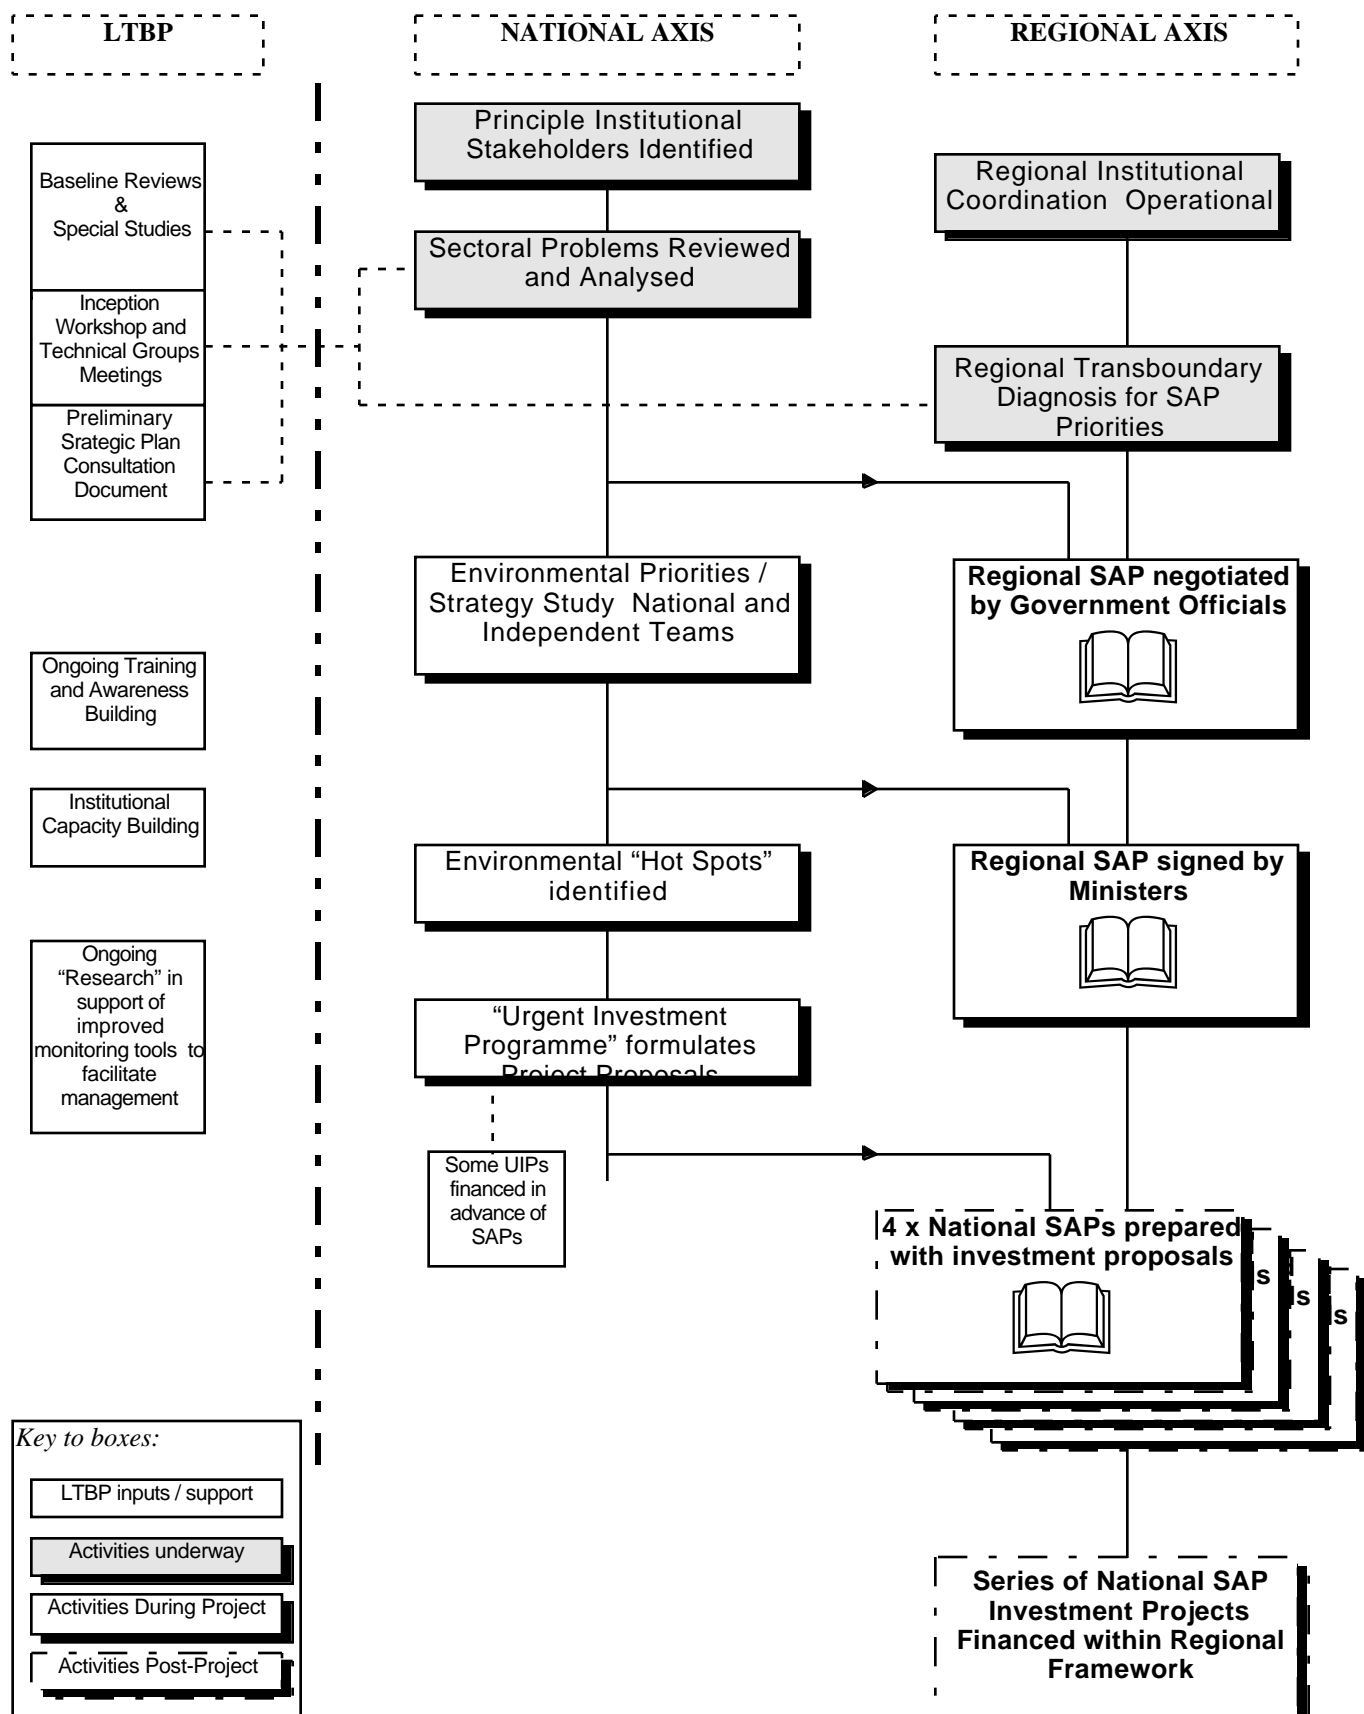 LTBP
NATIONAL AXIS
REGIONAL AXIS
Baseline Reviews
&
Special Studies
Inception
Workshop and
Technical Groups
Meetings
Preliminary
Srategic Plan
Consultation
Document
Ongoing Training
and Awareness
Building
Institutional
Capacity Building
Ongoing
“Research” in
support of
improved
monitoring tools to
facilitate
management
Principle Institutional
Stakeholders Identified
Sectoral Problems Reviewed
and Analysed
Environmental Priorities /
Strategy Study National and
Independent Teams
Environmental “Hot Spots”
identified
“Urgent Investment
Programme” formulates
Project Proposals
Some UIPs
financed in
advance of
SAPs
Regional Institutional
Coordination Operational
Regional Transboundary
Diagnosis for SAP
Priorities
Regional SAP negotiated
by Government Officials
Regional SAP signed by
Ministers
4 x National SAPs prepared
with investment proposals
s
ls
ls
Series of National SAP
Investment Projects
Financed within Regional
Framework
Key to boxes:
LTBP inputs / support
Activities underway
Activities During Project
Activities Post-Project